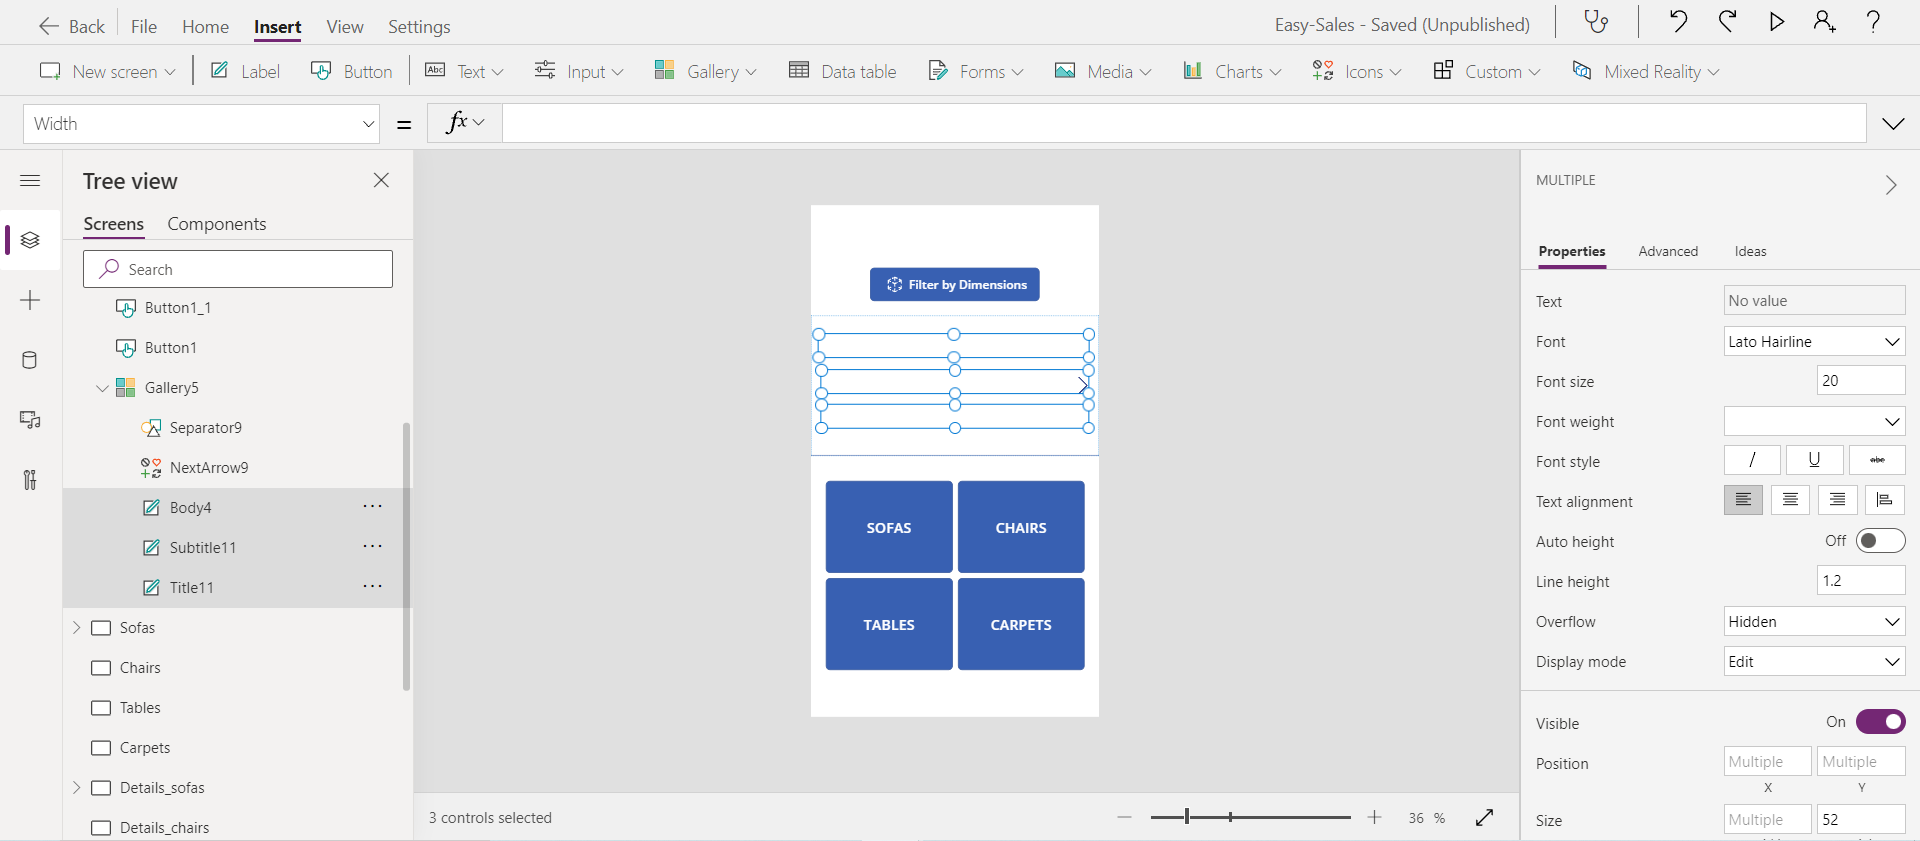 Back File Home Insert View Settings Easy-Sales - Saved (Unpublished)
New screen Label Button Abc Text Input Gallery Data table Forms Media Charts Icons Custom Mixed Reality
Width = fx
Tree view
Screens Components
Search
Button1_1
Button1
Gallery5
Separator9
NextArrow9
Body4 ...
Subtitle11 ...
Title11 ...
Sofas
Chairs
Tables
Carpets
Details_sofas
Details_chairs
Filter by Dimensions
SOFAS CHAIRS
TABLES CARPETS
3 controls selected
36 %
MULTIPLE
Properties Advanced Ideas
Text No value
Font Lato Hairline
Font size 20
Font weight
Font style / U abc
Text alignment
Auto height Off
Line height 1.2
Overflow Hidden
Display mode Edit
Visible On
Position Multiple Multiple
X Y
Size Multiple 52